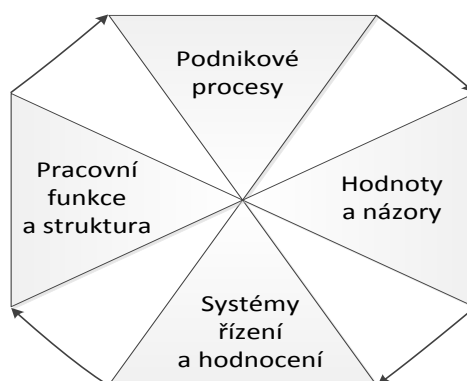 Podnikové
procesy
Pracovní
funkce
a struktura
Hodnoty
a názory
Systémy
řízení
a hodnocení